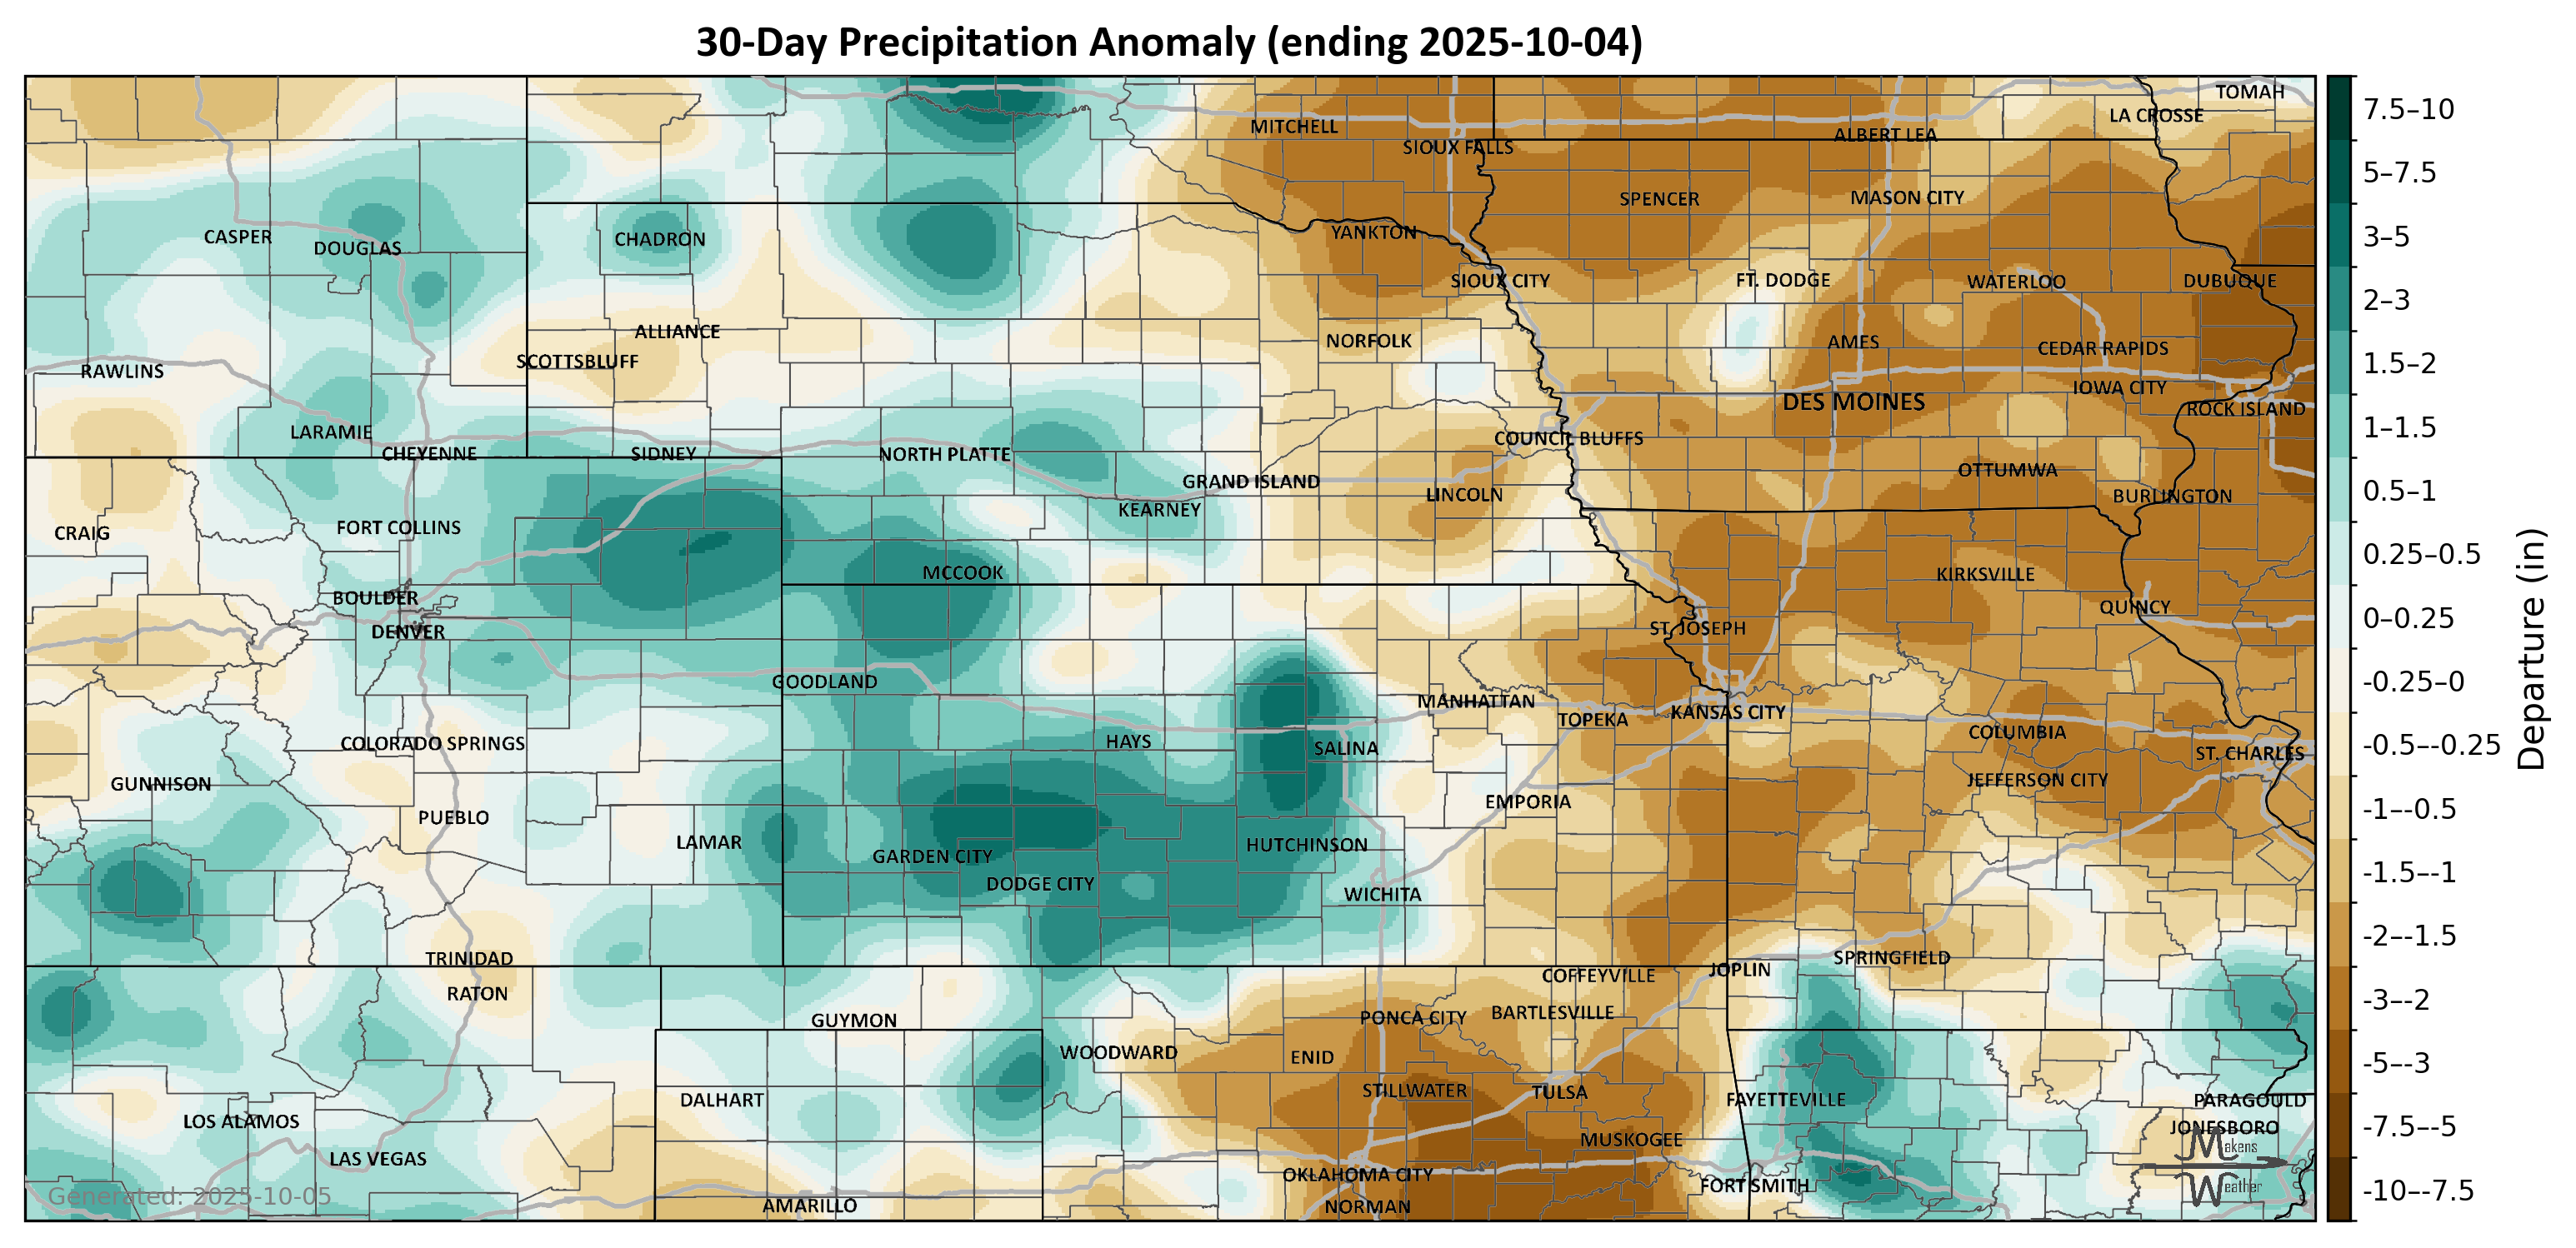 30-Day Precipitation Anomaly (ending 2025-10-04)
TOMAH
LA CROSSE
MITCHELL
ALBERT LEA
SIOUX FALLS
SPENCER
MASON CITY
CASPER
DOUGLAS
CHADRON
YANKTON
SIOUX CITY
FT. DODGE
WATERLOO
DUBUQUE
ALLIANCE
NORFOLK
AMES
CEDAR RAPIDS
SCOTTSBLUFF
RAWLINS
IOWA CITY
DES MOINES
ROCK ISLAND
LARAMIE
COUNCIL BLUFFS
CHEYENNE
SIDNEY
NORTH PLATTE
OTTUMWA
GRAND ISLAND
LINCOLN
BURLINGTON
KEARNEY
CRAIG
FORT COLLINS
MCCOOK
KIRKSVILLE
BOULDER
QUINCY
DENVER
ST. JOSEPH
GOODLAND
MANHATTAN
TOPEKA
KANSAS CITY
COLUMBIA
COLORADO SPRINGS
HAYS
SALINA
ST. CHARLES
GUNNISON
JEFFERSON CITY
EMPORIA
PUEBLO
LAMAR
HUTCHINSON
GARDEN CITY
DODGE CITY
WICHITA
TRINIDAD
SPRINGFIELD
COFFEYVILLE
JOPLIN
RATON
GUYMON
PONCA CITY
BARTLESVILLE
WOODWARD
ENID
STILLWATER
TULSA
DALHART
FAYETTEVILLE
PARAGOULD
LOS ALAMOS
JONESBORO
MUSKOGEE
LAS VEGAS
OKLAHOMA CITY
FORT SMITH
AMARILLO
NORMAN
Generated: 2025-10-05
Makens
Weather
7.5–10
5–7.5
3–5
2–3
1.5–2
1–1.5
0.5–1
0.25–0.5
0–0.25
-0.25–0
-0.5–-0.25
-1–-0.5
-1.5–-1
-2–-1.5
-3–-2
-5–-3
-7.5–-5
-10–-7.5
Departure (in)